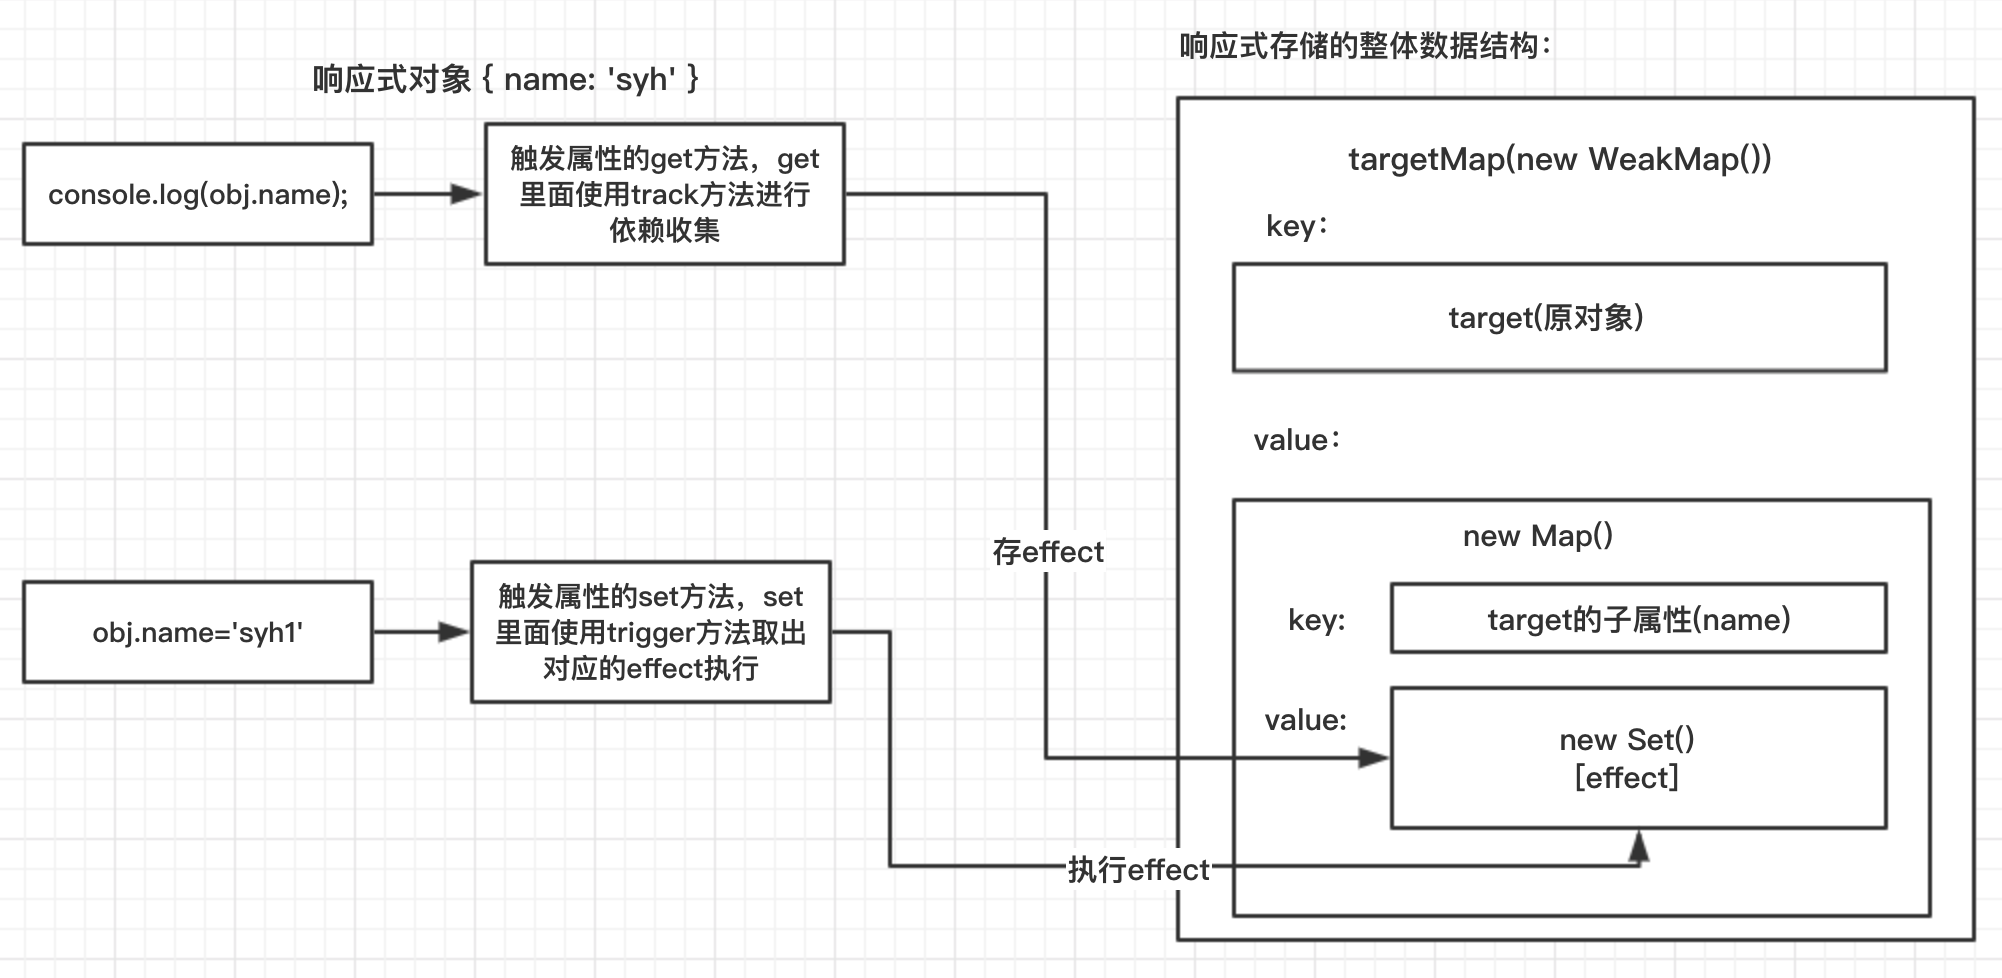 响应式对象 { name: 'syh' }
console.log(obj.name);
触发属性的get方法，get
里面使用track方法进行
依赖收集
obj.name='syh1'
触发属性的set方法，set
里面使用trigger方法取出
对应的effect执行
存effect
执行effect
响应式存储的整体数据结构：
targetMap(new WeakMap())
key：
target(原对象)
value：
new Map()
key:
target的子属性(name)
value:
new Set()
[effect]